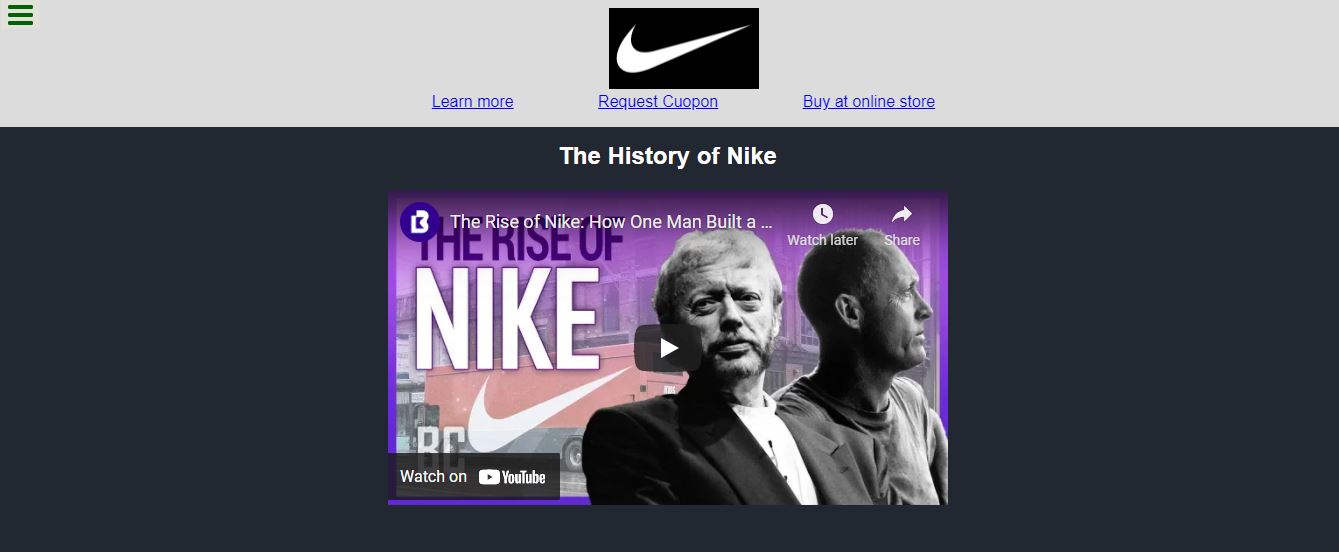 Learn more
Request Cuopon
Buy at online store
The History of Nike
The Rise of Nike: How One Man Built a ...
Watch later
Share
THE RISE OF
NIKE
RC
Watch on YouTube